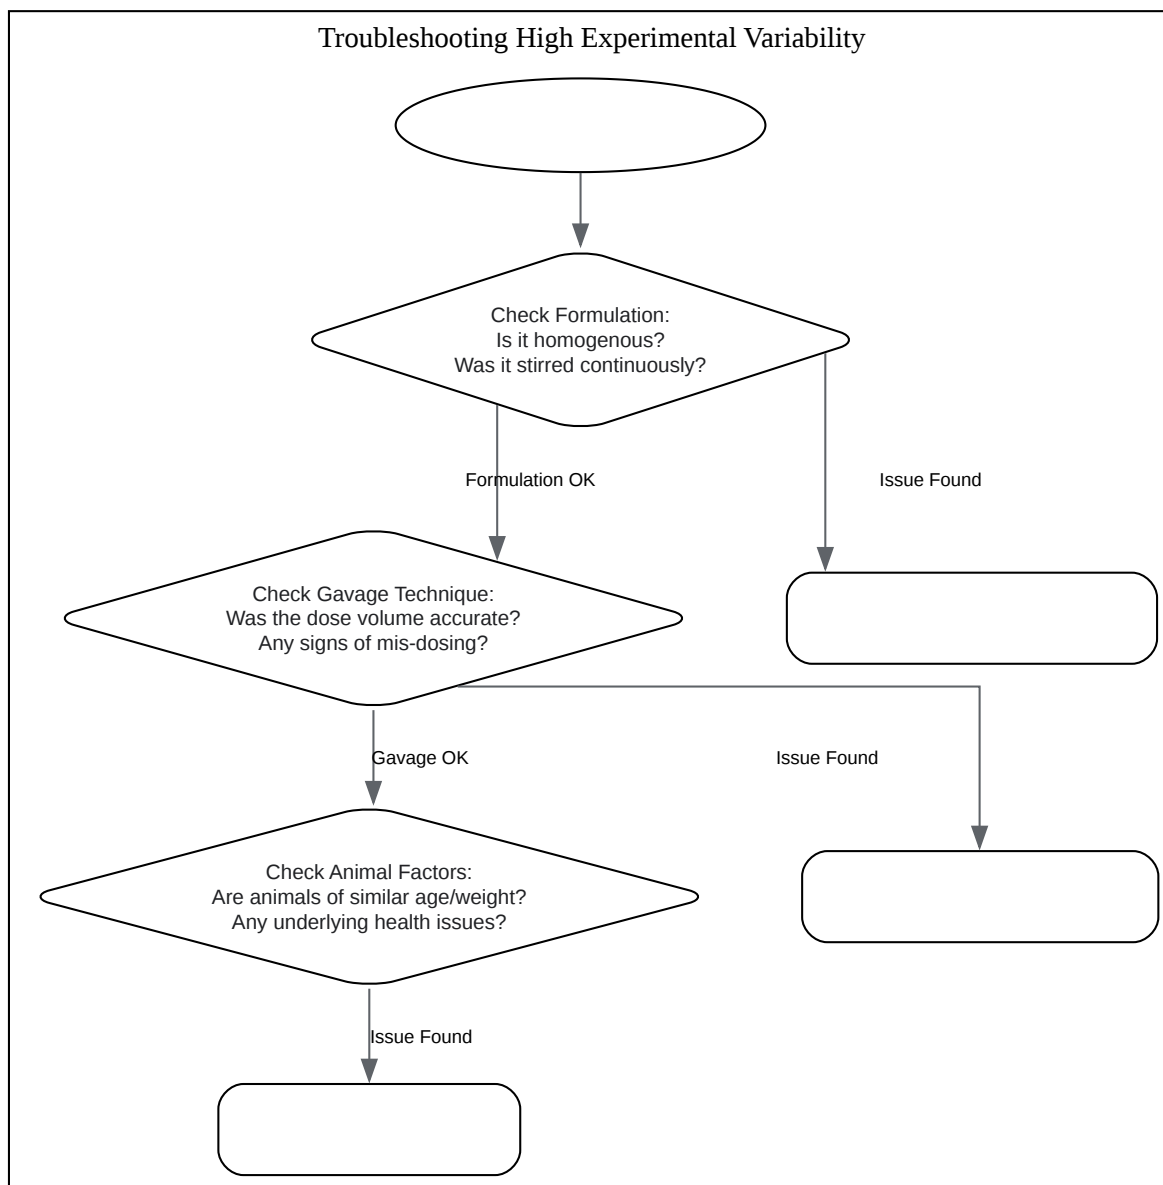 Troubleshooting High Experimental Variability
Check Formulation:
Is it homogenous?
Was it stirred continuously?
Formulation OK
Issue Found
Check Gavage Technique:
Was the dose volume accurate?
Any signs of mis-dosing?
Gavage OK
Issue Found
Check Animal Factors:
Are animals of similar age/weight?
Any underlying health issues?
Issue Found